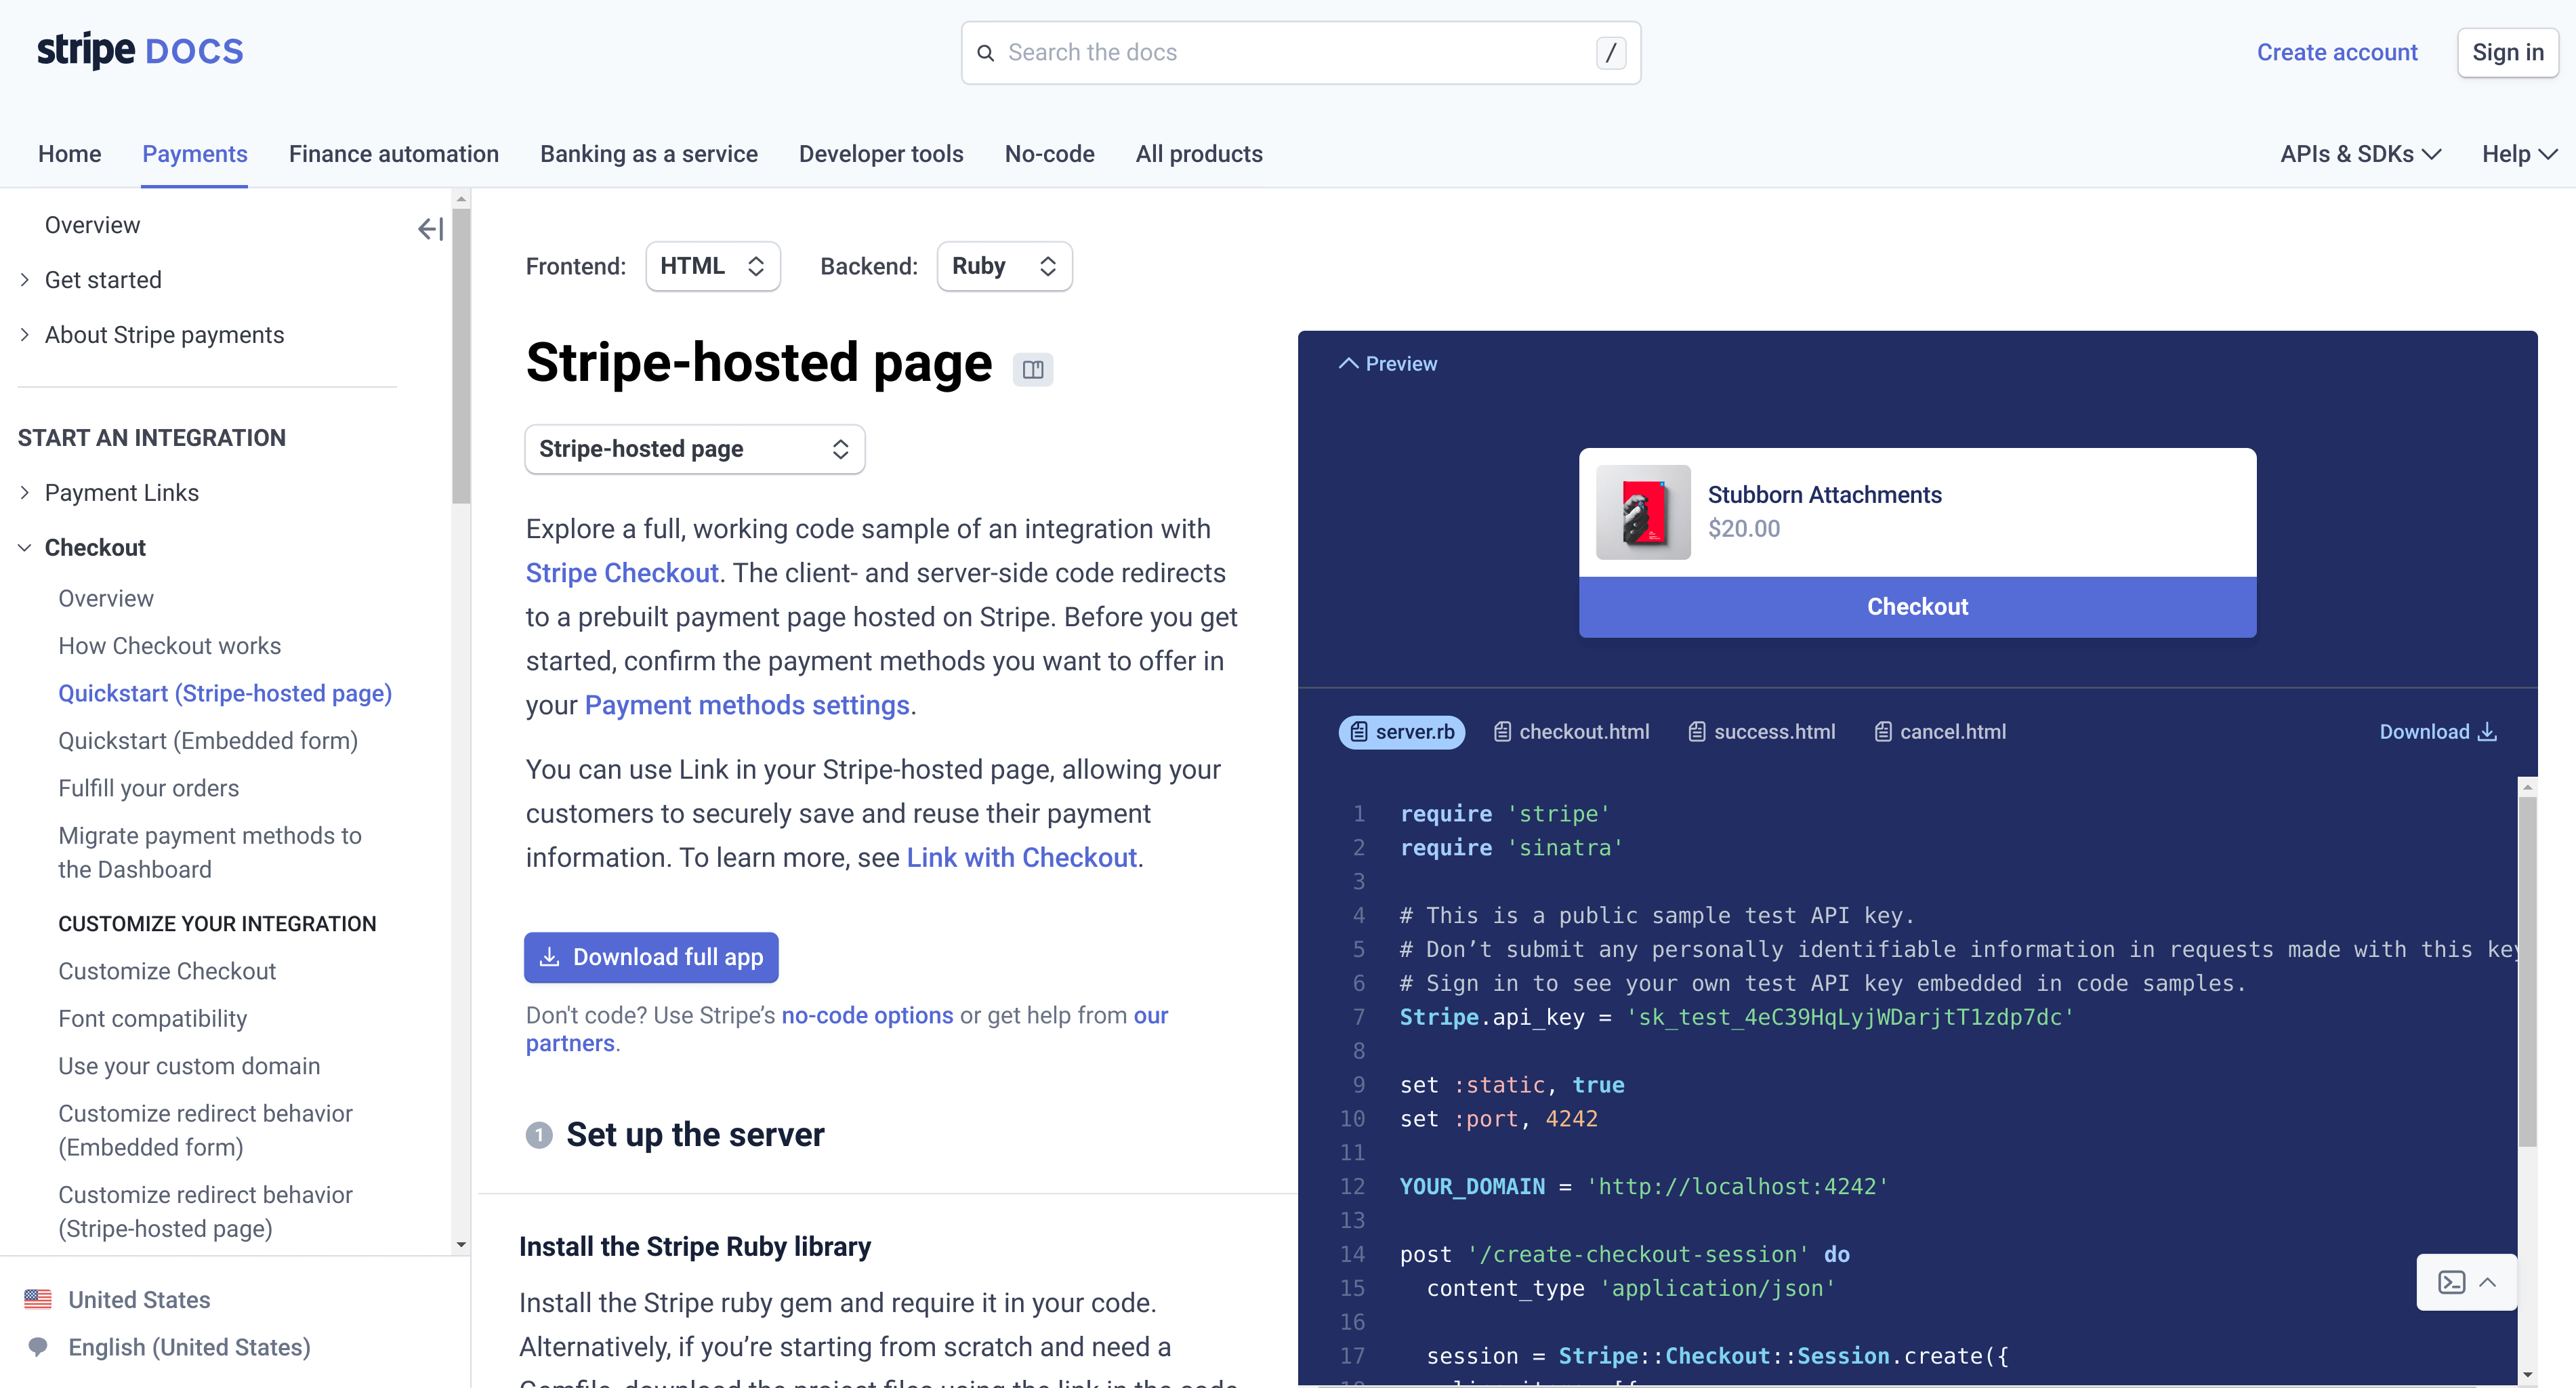 stripe DOCS
Search the docs
/
Create account
Sign in
Home
Payments
Finance automation
Banking as a service
Developer tools
No-code
All products
APIs & SDKs
Help
Overview
Get started
About Stripe payments
START AN INTEGRATION
Payment Links
Checkout
Overview
How Checkout works
Quickstart (Stripe-hosted page)
Quickstart (Embedded form)
Fulfill your orders
Migrate payment methods to
the Dashboard
CUSTOMIZE YOUR INTEGRATION
Customize Checkout
Font compatibility
Use your custom domain
Customize redirect behavior
(Embedded form)
Customize redirect behavior
(Stripe-hosted page)
United States
English (United States)
Frontend:
HTML
Backend:
Ruby
Stripe-hosted page
Stripe-hosted page
Explore a full, working code sample of an integration with
Stripe Checkout. The client- and server-side code redirects
to a prebuilt payment page hosted on Stripe. Before you get
started, confirm the payment methods you want to offer in
your Payment methods settings.
You can use Link in your Stripe-hosted page, allowing your
customers to securely save and reuse their payment
information. To learn more, see Link with Checkout.
Download full app
Don't code? Use Stripe’s no-code options or get help from our
partners.
1 Set up the server
Install the Stripe Ruby library
Install the Stripe ruby gem and require it in your code.
Alternatively, if you’re starting from scratch and need a
Gemfile, download the project files using the link in the code
Preview
Stubborn Attachments
$20.00
Checkout
server.rb
checkout.html
success.html
cancel.html
Download
1 require 'stripe'
2 require 'sinatra'
3
4 # This is a public sample test API key.
5 # Don’t submit any personally identifiable information in requests made with this key
6 # Sign in to see your own test API key embedded in code samples.
7 Stripe.api_key = 'sk_test_4eC39HqLyjWDarjtT1zdp7dc'
8
9 set :static, true
10 set :port, 4242
11
12 YOUR_DOMAIN = 'http://localhost:4242'
13
14 post '/create-checkout-session' do
15 content_type 'application/json'
16
17 session = Stripe::Checkout::Session.create({